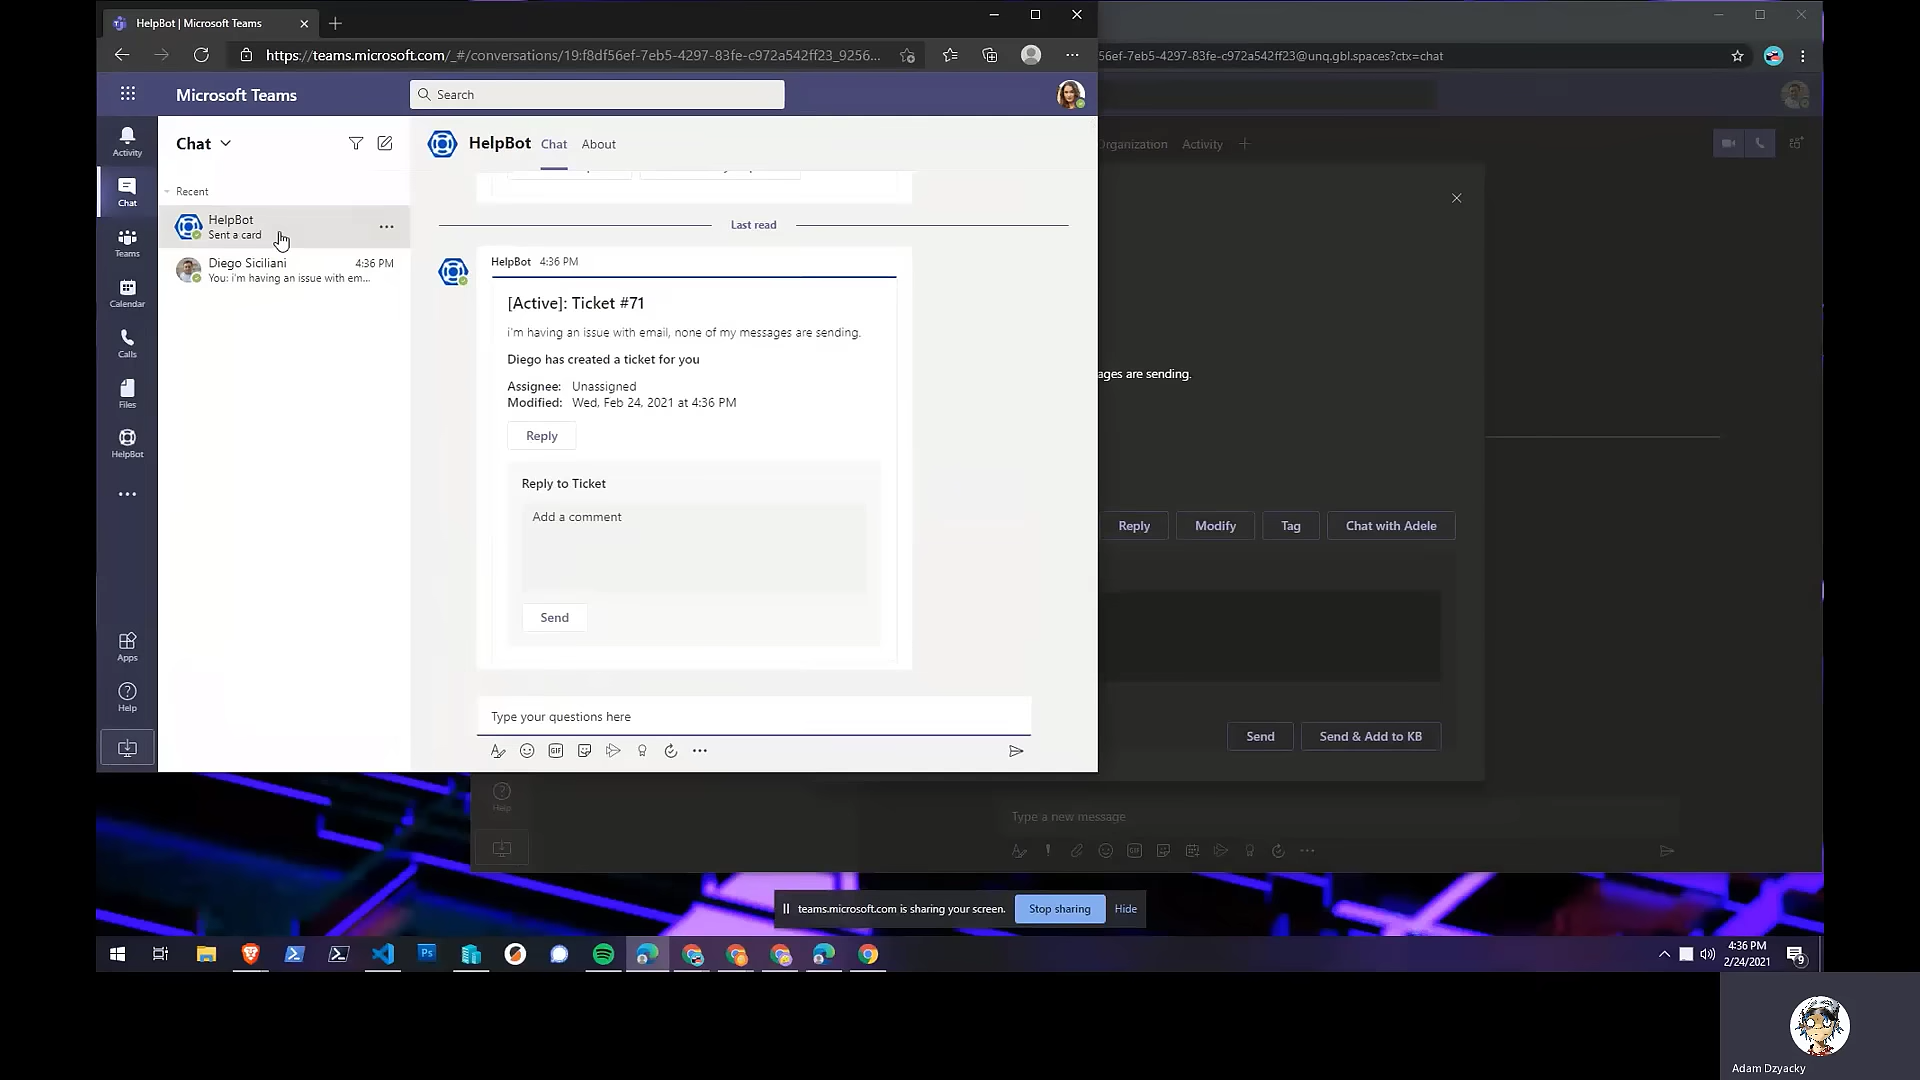 HelpBot | Microsoft Teams
https://teams.microsoft.com/_#/conversations/19:f8df56ef-7eb5-4297-83fe-c972a542ff23_9256...
56ef-7eb5-4297-83fe-c972a542ff23@unq.gbl.spaces?ctx=chat
Microsoft Teams
Search
Activity
Chat
Teams
Calendar
Calls
Files
HelpBot
Apps
Help
Chat
Recent
HelpBot
Sent a card
Diego Siciliani 4:36 PM
You: i'm having an issue with em...
HelpBot Chat About
Last read
HelpBot 4:36 PM
[Active]: Ticket #71
i'm having an issue with email, none of my messages are sending.
Diego has created a ticket for you
Assignee: Unassigned
Modified: Wed, Feb 24, 2021 at 4:36 PM
Reply
Reply to Ticket
Add a comment
Send
Type your questions here
GIF
Organization Activity
ages are sending.
Reply Modify Tag Chat with Adele
Send Send & Add to KB
Help
Type a new message
GIF
teams.microsoft.com is sharing your screen. Stop sharing Hide
Ps
4:36 PM
2/24/2021
9
Adam Dzyacky